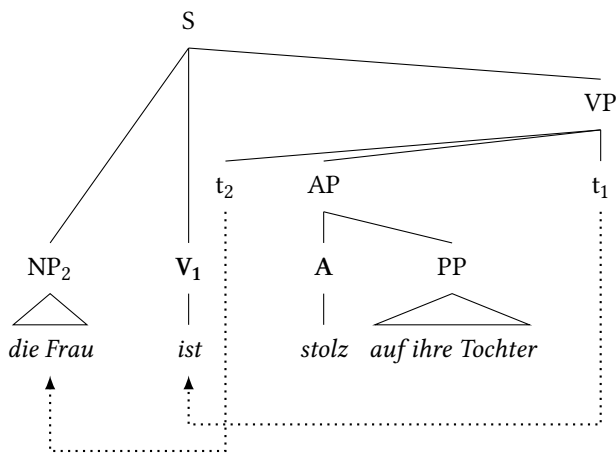 S
VP
t₂ AP t₁
NP₂ V₁ A PP
die Frau ist stolz auf ihre Tochter